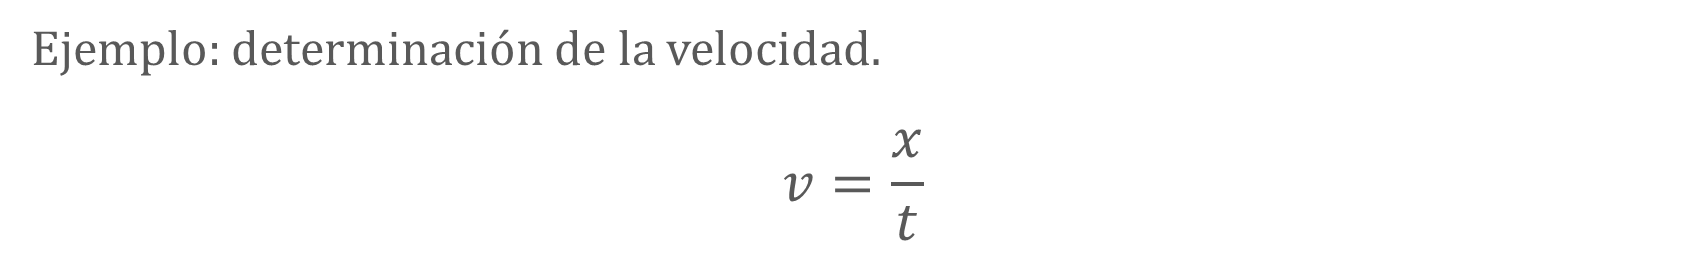 Ejemplo: determinación de la velocidad.
v = x/t